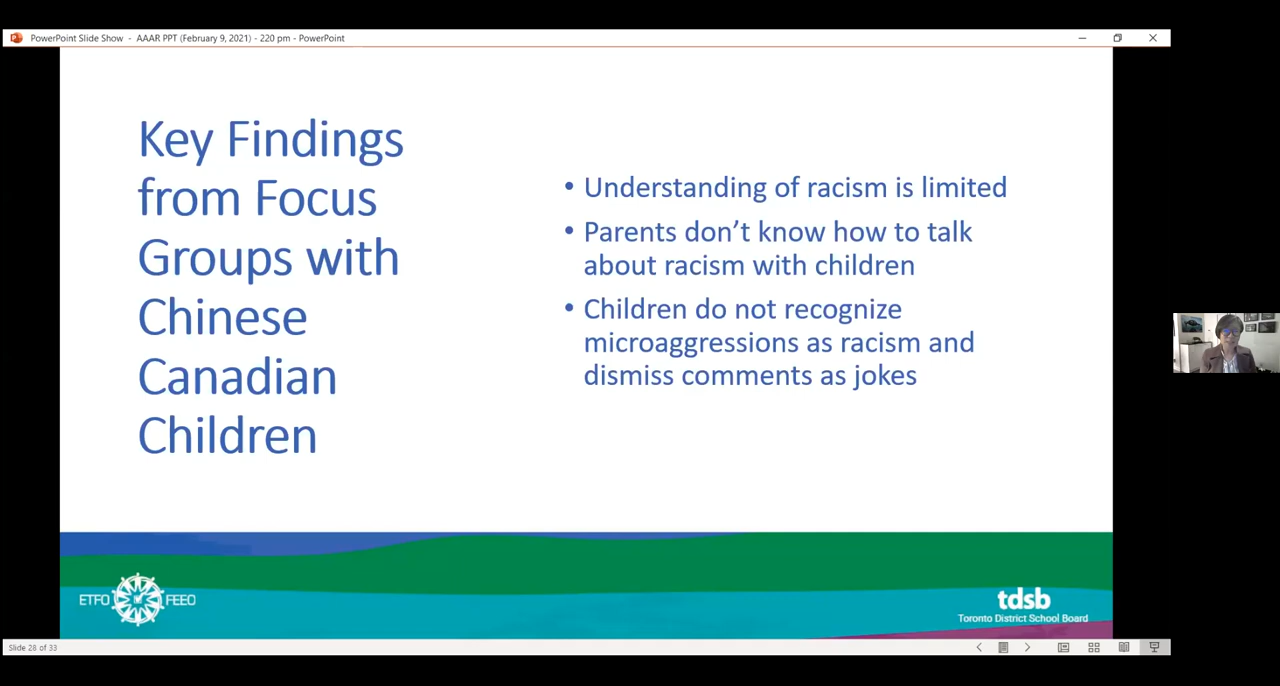 PowerPoint Slide Show - AAAR PPT (February 9, 2021) - 220 pm - PowerPoint
Key Findings
from Focus
Groups with
Chinese
Canadian
Children
• Understanding of racism is limited
• Parents don’t know how to talk
about racism with children
• Children do not recognize
microaggressions as racism and
dismiss comments as jokes
ETFO FEEO
tdsb
Toronto District School Board
Slide 28 of 33